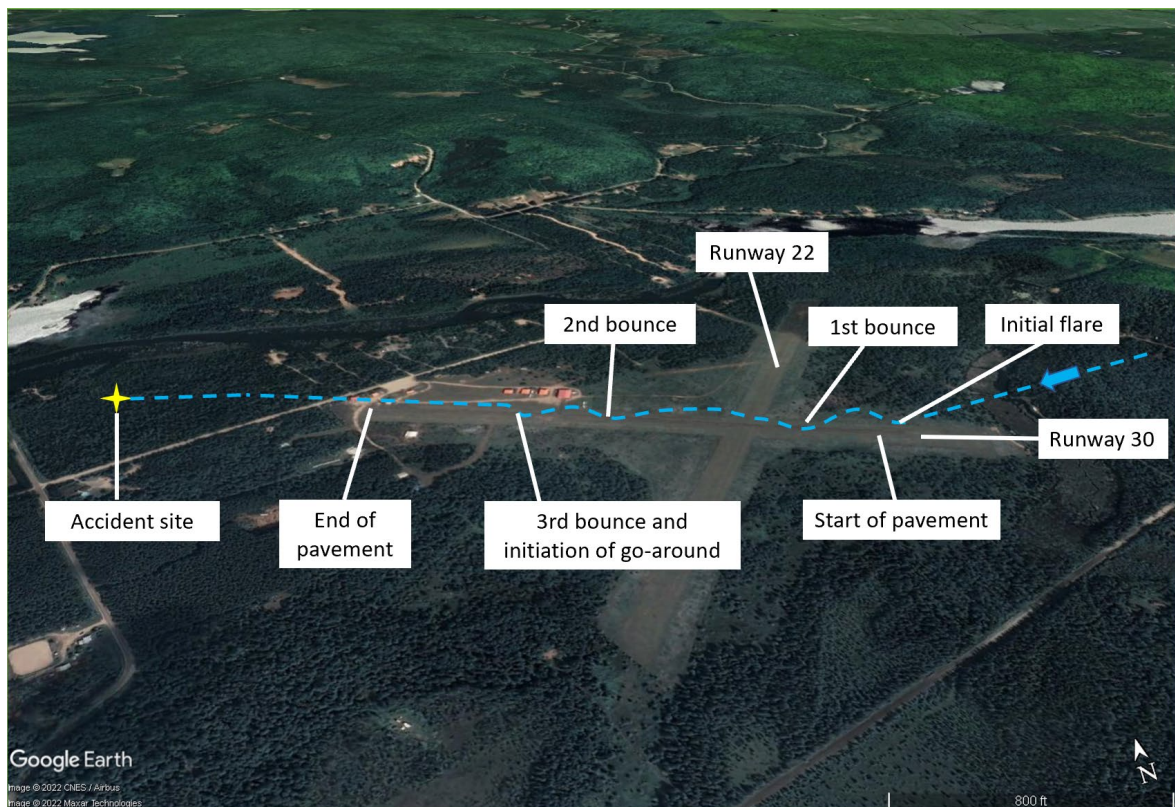 Runway 22
2nd bounce
1st bounce
Initial flare
Runway 30
Accident site
End of
pavement
3rd bounce and
initiation of go-around
Start of pavement
Google Earth
Image © 2022 CNES / Airbus
Image © 2022 Maxar Technologies
N
800 ft